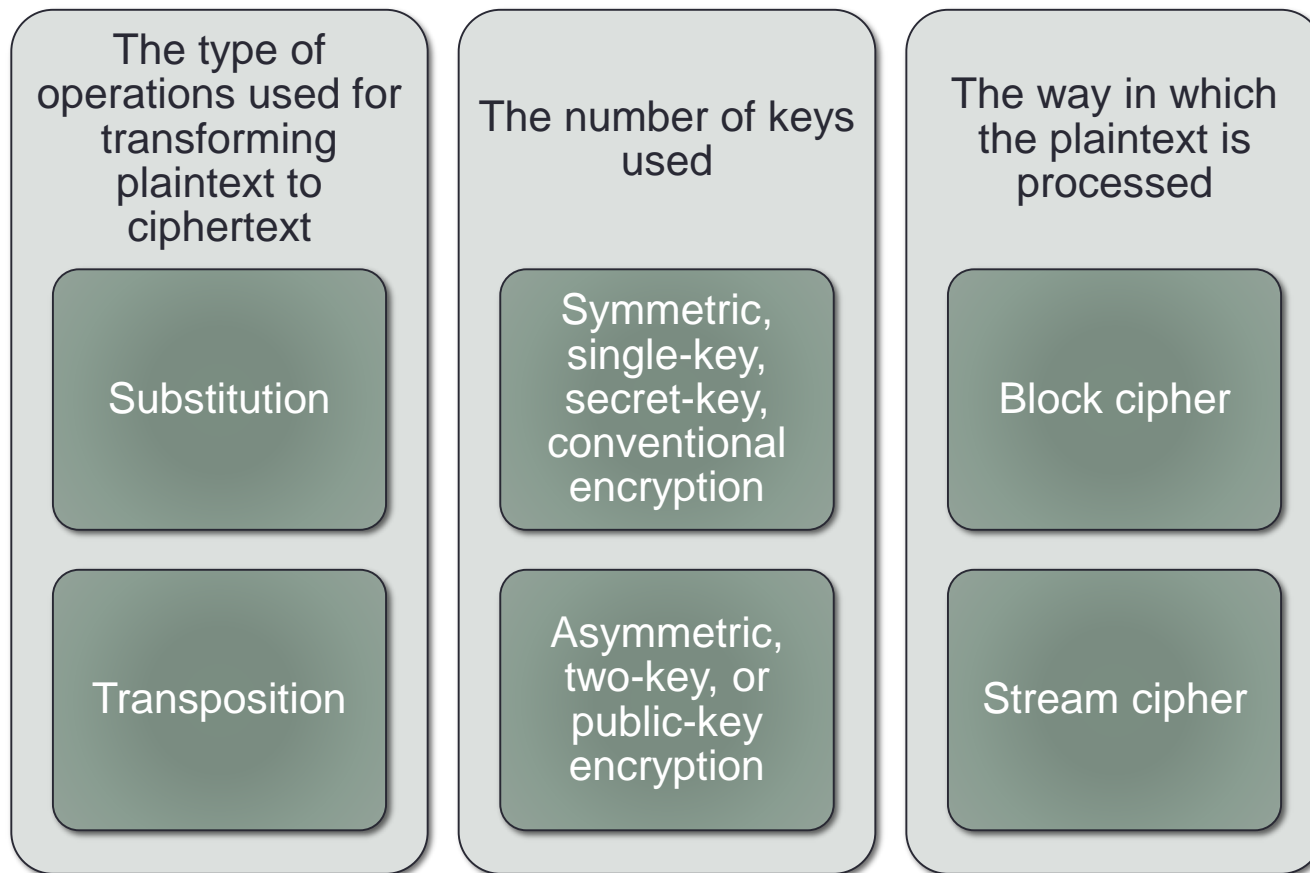 The type of
operations used for
transforming
plaintext to
ciphertext
Substitution
Transposition
The number of keys
used
Symmetric,
single-key,
secret-key,
conventional
encryption
Asymmetric,
two-key, or
public-key
encryption
The way in which
the plaintext is
processed
Block cipher
Stream cipher